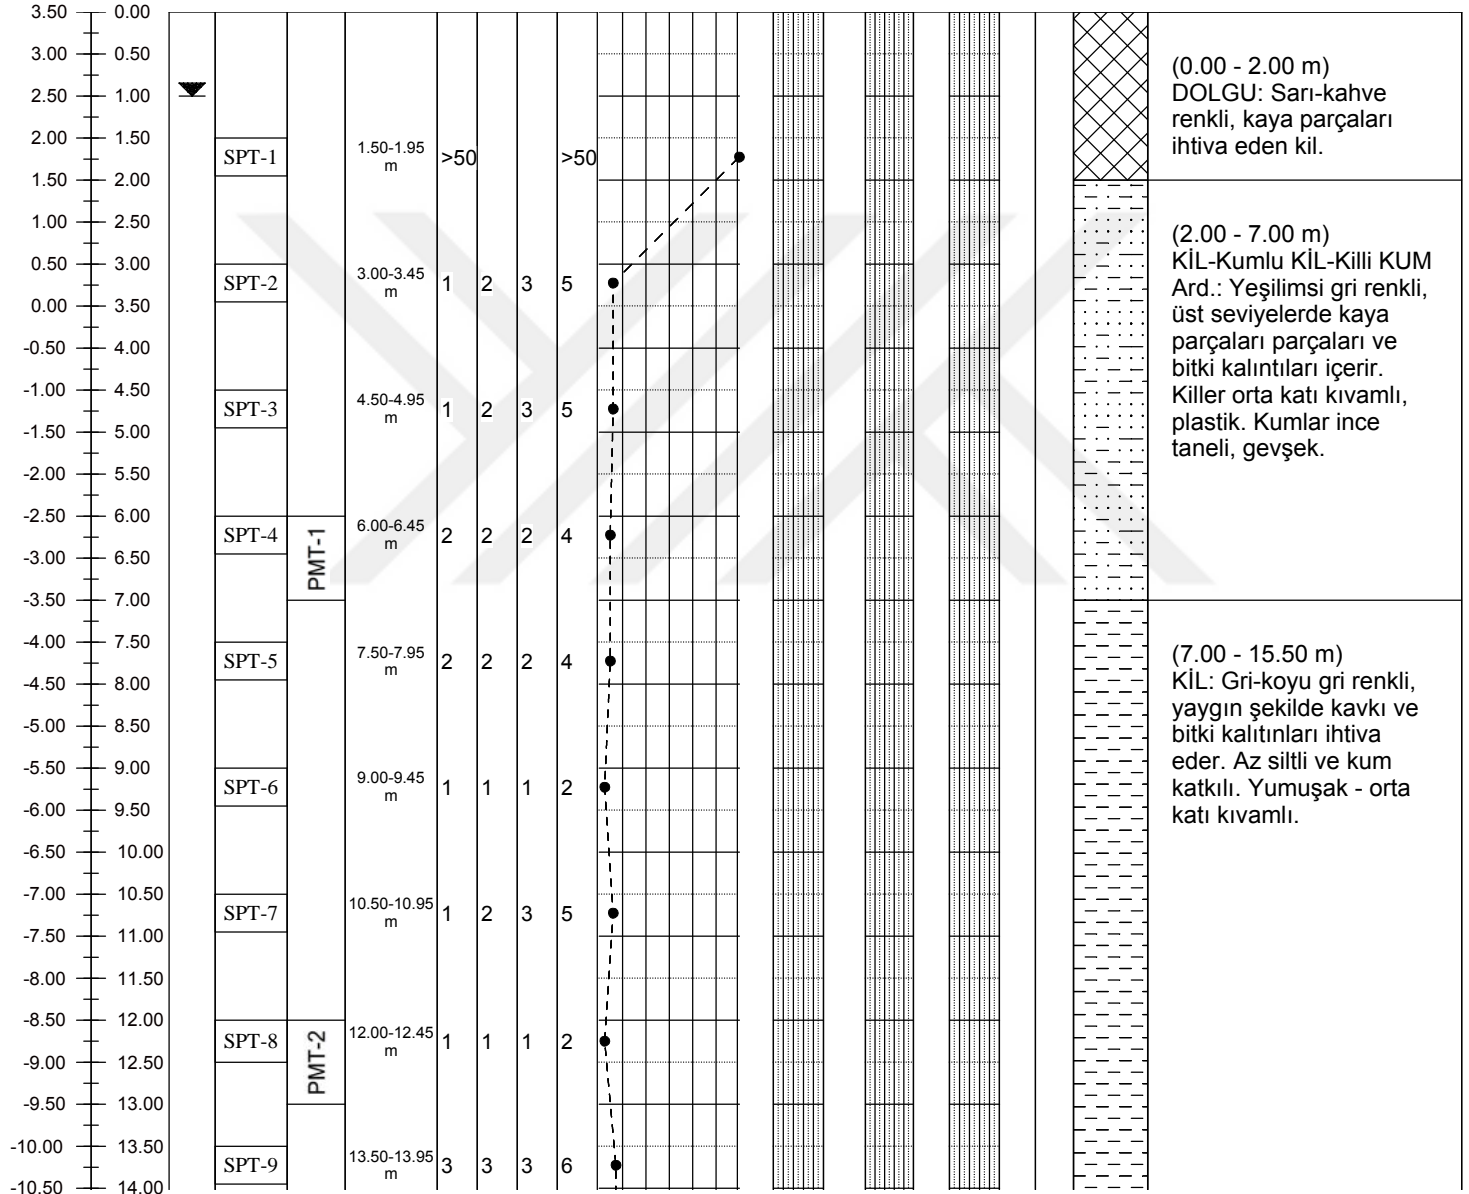 3.50 0.00
3.00 0.50
2.50 1.00
2.00 1.50
SPT-1 1.50-1.95 m >50 >50
1.50 2.00
1.00 2.50
0.50 3.00
SPT-2 3.00-3.45 m 1 2 3 5
0.00 3.50
-0.50 4.00
-1.00 4.50
SPT-3 4.50-4.95 m 1 2 3 5
-1.50 5.00
-2.00 5.50
-2.50 6.00
SPT-4 PMT-1 6.00-6.45 m 2 2 2 4
-3.00 6.50
-3.50 7.00
-4.00 7.50
SPT-5 7.50-7.95 m 2 2 2 4
-4.50 8.00
-5.00 8.50
-5.50 9.00
SPT-6 9.00-9.45 m 1 1 1 2
-6.00 9.50
-6.50 10.00
-7.00 10.50
SPT-7 10.50-10.95 m 1 2 3 5
-7.50 11.00
-8.00 11.50
-8.50 12.00
SPT-8 PMT-2 12.00-12.45 m 1 1 1 2
-9.00 12.50
-9.50 13.00
-10.00 13.50
SPT-9 13.50-13.95 m 3 3 3 6
-10.50 14.00
(0.00 - 2.00 m)
DOLGU: Sarı-kahve
renkli, kaya parçaları
ihtiva eden kil.
(2.00 - 7.00 m)
KİL-Kumlu KİL-Killi KUM
Ard.: Yeşilimsi gri renkli,
üst seviyelerde kaya
parçaları parçaları ve
bitki kalıntıları içerir.
Killer orta katı kıvamlı,
plastik. Kumlar ince
taneli, gevşek.
(7.00 - 15.50 m)
KİL: Gri-koyu gri renkli,
yaygın şekilde kavkı ve
bitki kalıtınları ihtiva
eder. Az siltli ve kum
katkılı. Yumuşak - orta
katı kıvamlı.